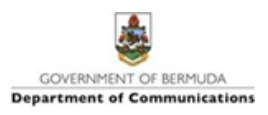 GOVERNMENT OF BERMUDA
Department of Communications